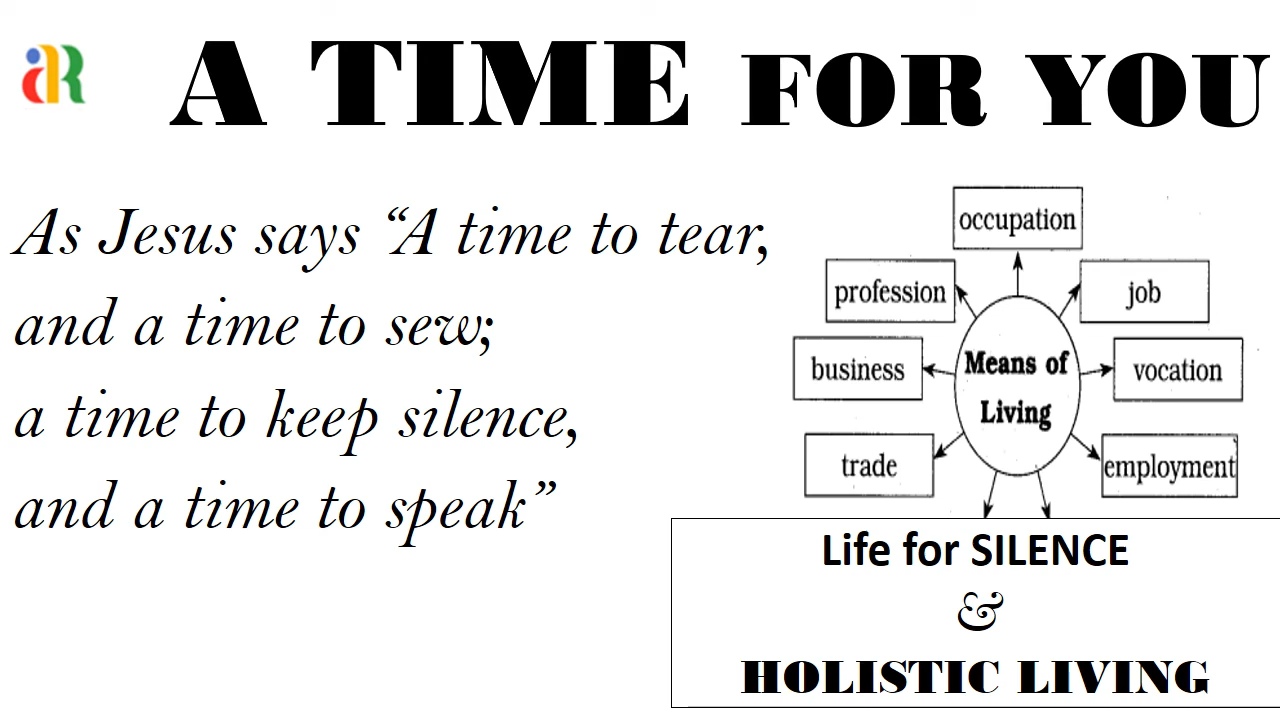 aR
A TIME FOR YOU
As Jesus says “A time to tear,
and a time to sew;
a time to keep silence,
and a time to speak”
occupation
profession
job
business
Means of
Living
vocation
trade
employment
Life for SILENCE
&
HOLISTIC LIVING